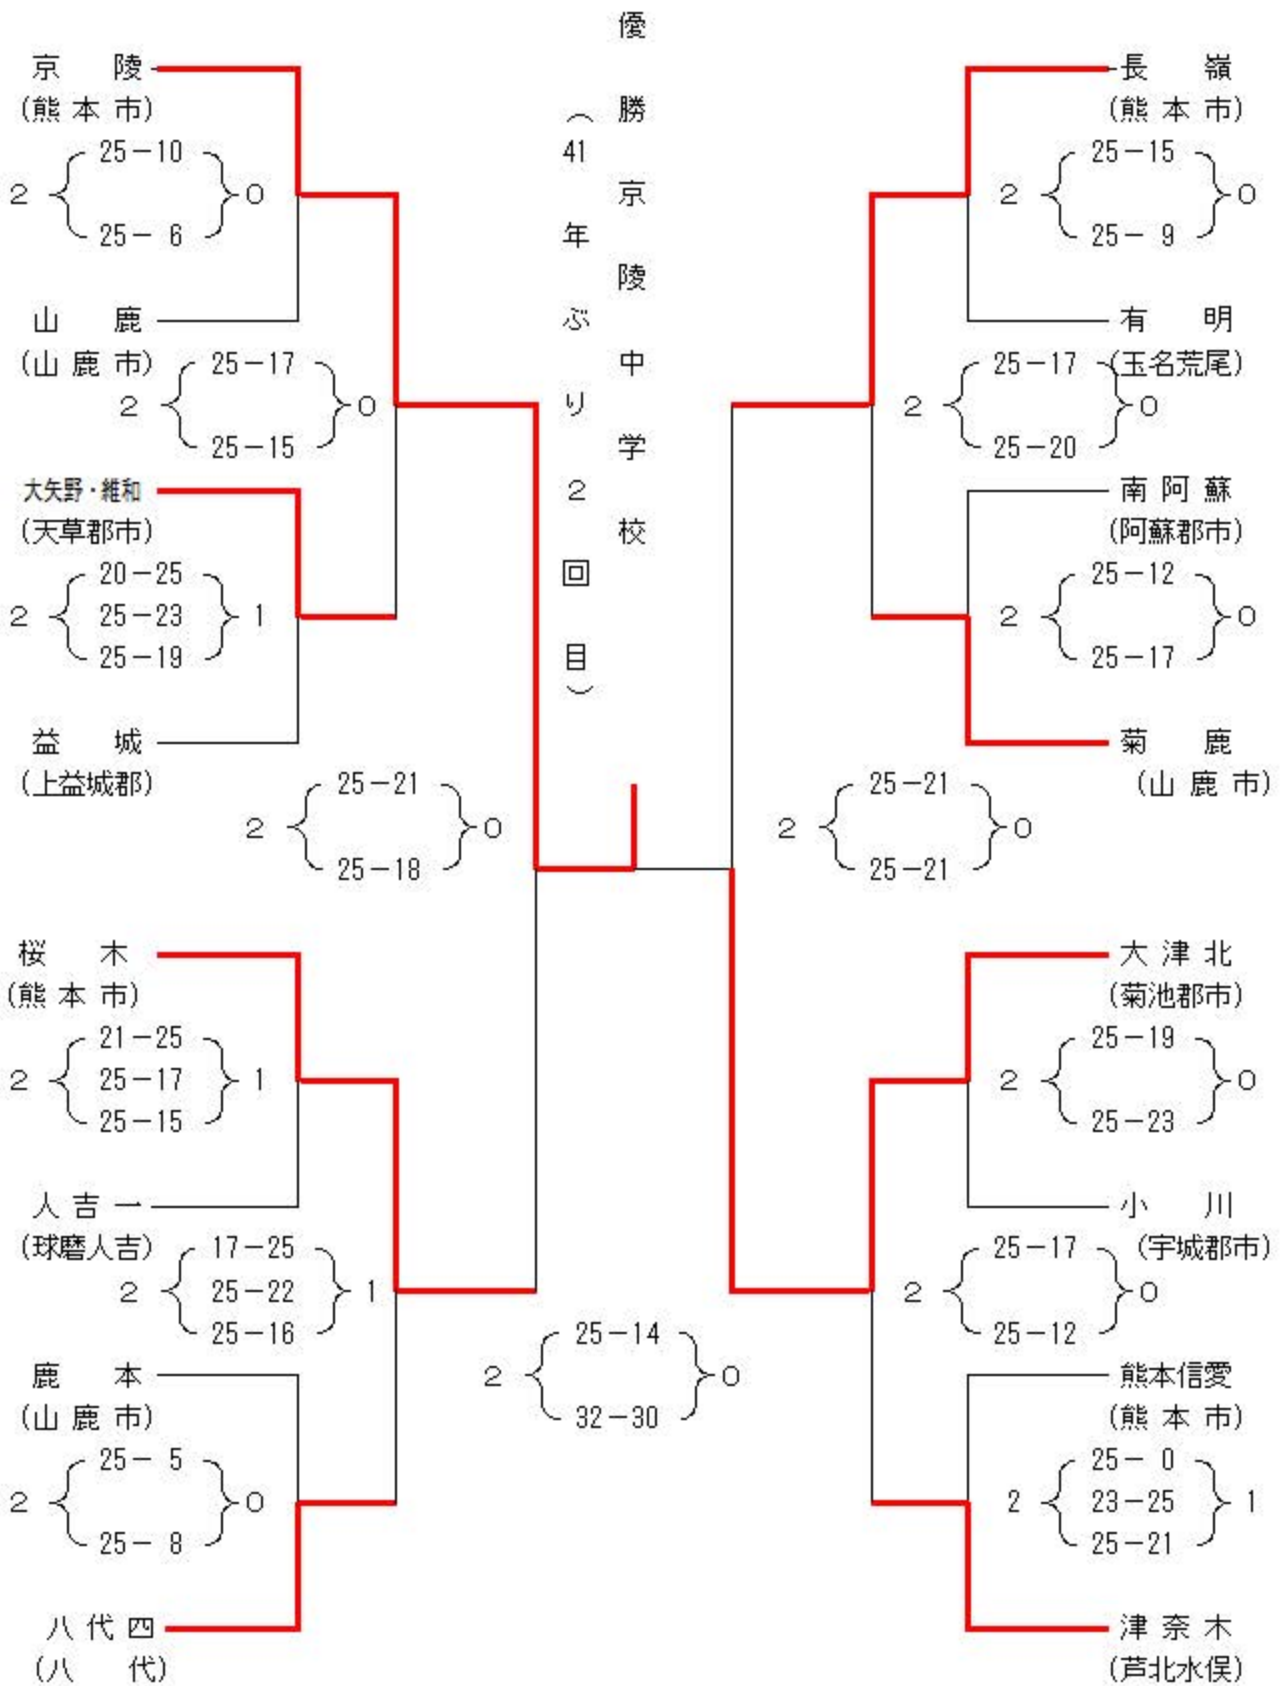 優勝 京陵中学校
（41年ぶり2回目）
京陵
(熊本市)
2 25－10 0
25－ 6
山鹿
(山鹿市)
2 25－17 0
25－15
大矢野・維和
(天草郡市)
20－25
2 25－23 1
25－19
益城
(上益城郡)
2 25－21 0
25－18
桜木
(熊本市)
21－25
2 25－17 1
25－15
人吉一
(球磨人吉)
17－25
2 25－22 1
25－16
鹿本
(山鹿市)
2 25－ 5 0
25－ 8
八代四
(八代)
2 25－14 0
32－30
長嶺
(熊本市)
2 25－15 0
25－ 9
有明
(玉名荒尾)
2 25－17 0
25－20
南阿蘇
(阿蘇郡市)
2 25－12 0
25－17
菊鹿
(山鹿市)
2 25－21 0
25－21
大津北
(菊池郡市)
2 25－19 0
25－23
小川
(宇城郡市)
2 25－17 0
25－12
熊本信愛
(熊本市)
25－ 0
2 23－25 1
25－21
津奈木
(芦北水俣)